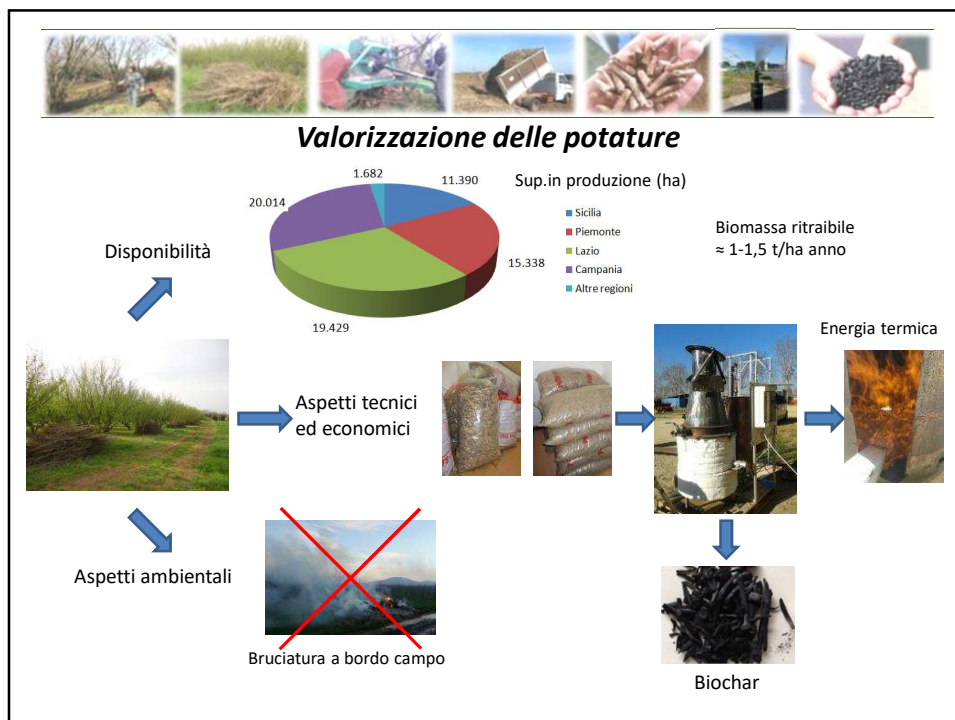 Valorizzazione delle potature
1.682
11.390
Sup.in produzione (ha)
20.014
Sicilia
Piemonte
Lazio
Campania
Altre regioni
15.338
19.429
Biomassa ritraibile
≈ 1-1,5 t/ha anno
Disponibilità
Energia termica
Aspetti tecnici
ed economici
Aspetti ambientali
Bruciatura a bordo campo
Biochar